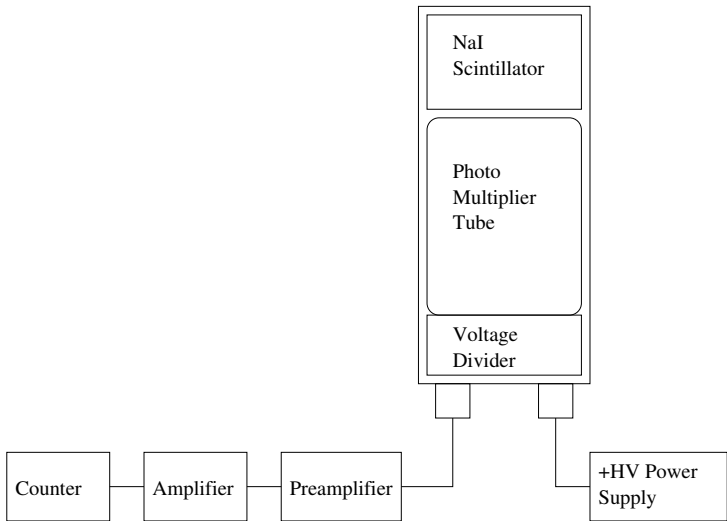 NaI
Scintillator
Photo
Multiplier
Tube
Voltage
Divider
Counter
Amplifier
Preamplifier
+HV Power
Supply